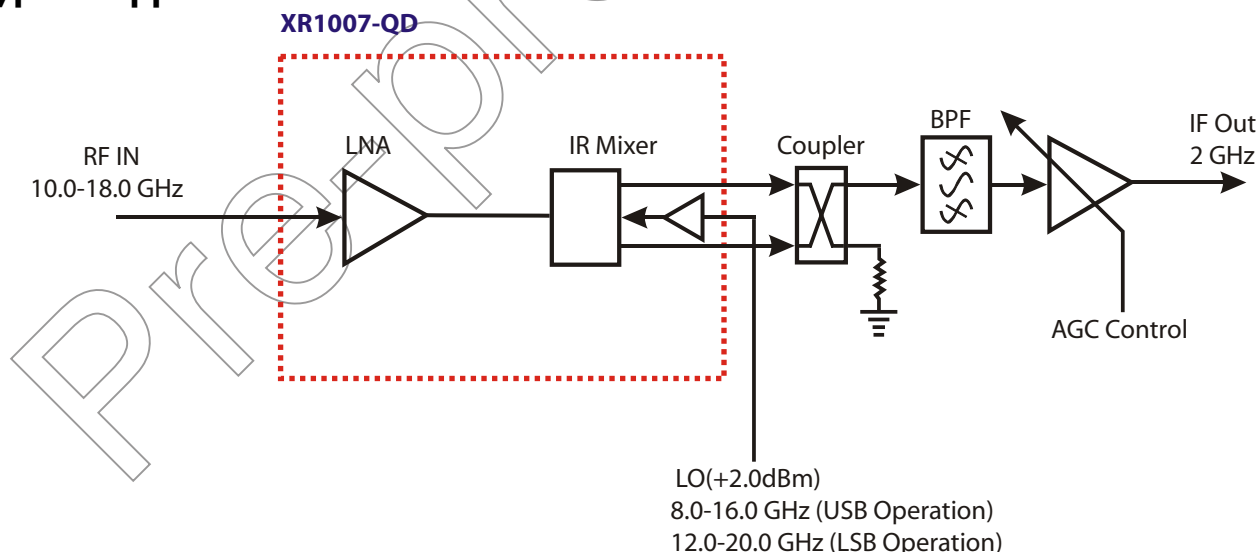 XR1007-QD
LNA
IR Mixer
Coupler
BPF
IF Out
2 GHz
RF IN
10.0-18.0 GHz
AGC Control
LO(+2.0dBm)
8.0-16.0 GHz (USB Operation)
12.0-20.0 GHz (LSB Operation)